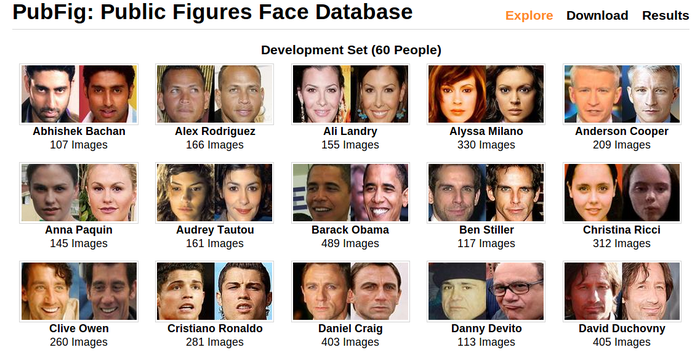 PubFig: Public Figures Face Database
Explore Download Results
Development Set (60 People)
Abhishek Bachan Alex Rodriguez Ali Landry Alyssa Milano Anderson Cooper
107 Images 166 Images 155 Images 330 Images 209 Images
Anna Paquin Audrey Tautou Barack Obama Ben Stiller Christina Ricci
145 Images 161 Images 489 Images 117 Images 312 Images
Clive Owen Cristiano Ronaldo Daniel Craig Danny Devito David Duchovny
260 Images 281 Images 403 Images 113 Images 405 Images